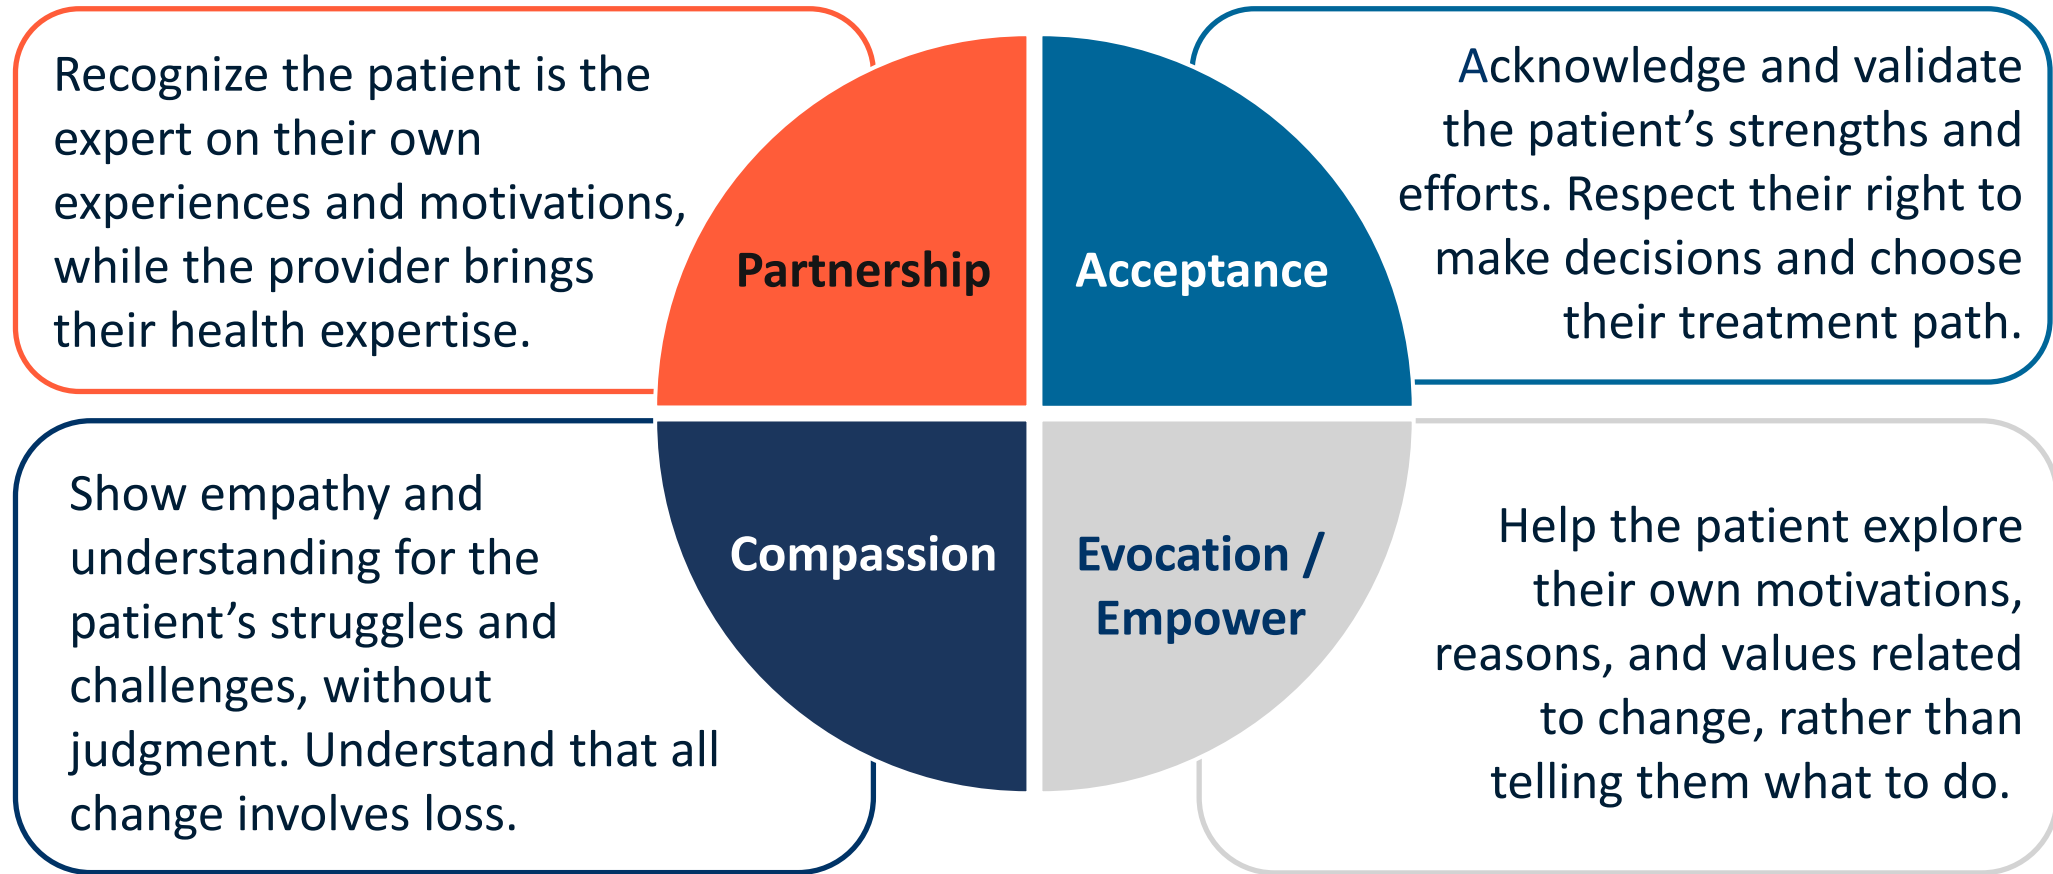 Recognize the patient is the
expert on their own
experiences and motivations,
while the provider brings
their health expertise.
Partnership
Acceptance
Acknowledge and validate
the patient’s strengths and
efforts. Respect their right to
make decisions and choose
their treatment path.
Show empathy and
understanding for the
patient’s struggles and
challenges, without
judgment. Understand that all
change involves loss.
Compassion
Evocation /
Empower
Help the patient explore
their own motivations,
reasons, and values related
to change, rather than
telling them what to do.